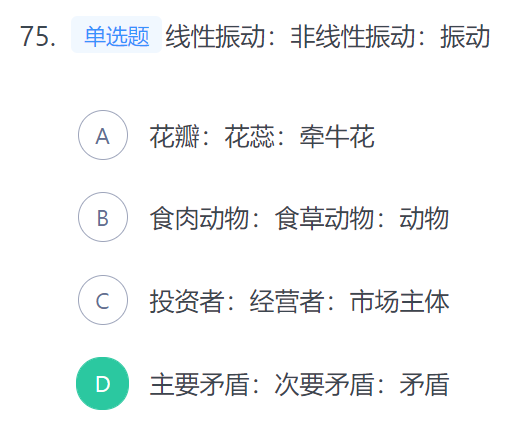 75. 单选题 线性振动：非线性振动：振动
A 花瓣：花蕊：牵牛花
B 食肉动物：食草动物：动物
C 投资者：经营者：市场主体
D 主要矛盾：次要矛盾：矛盾